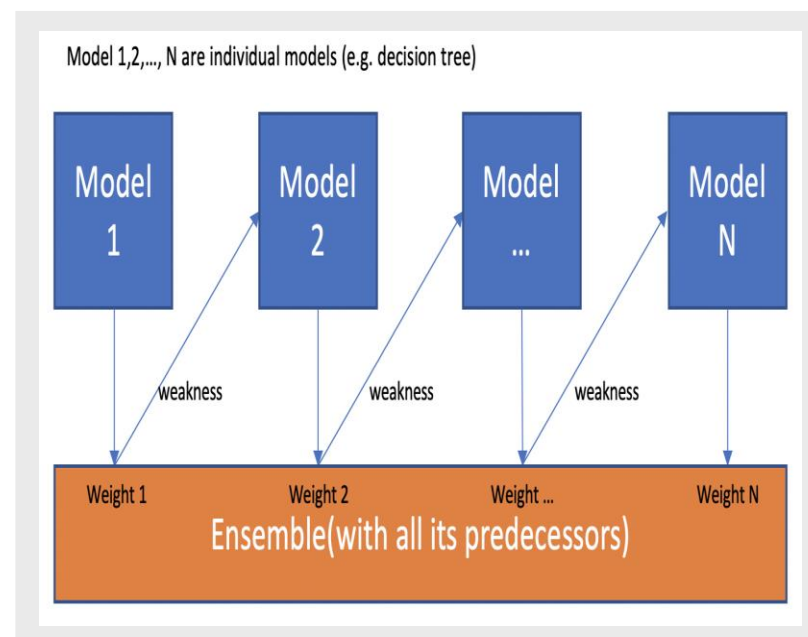 Model 1,2,..., N are individual models (e.g. decision tree)
Model
1
Model
2
Model
...
Model
N
weakness
weakness
weakness
Weight 1
Weight 2
Weight ...
Weight N
Ensemble(with all its predecessors)